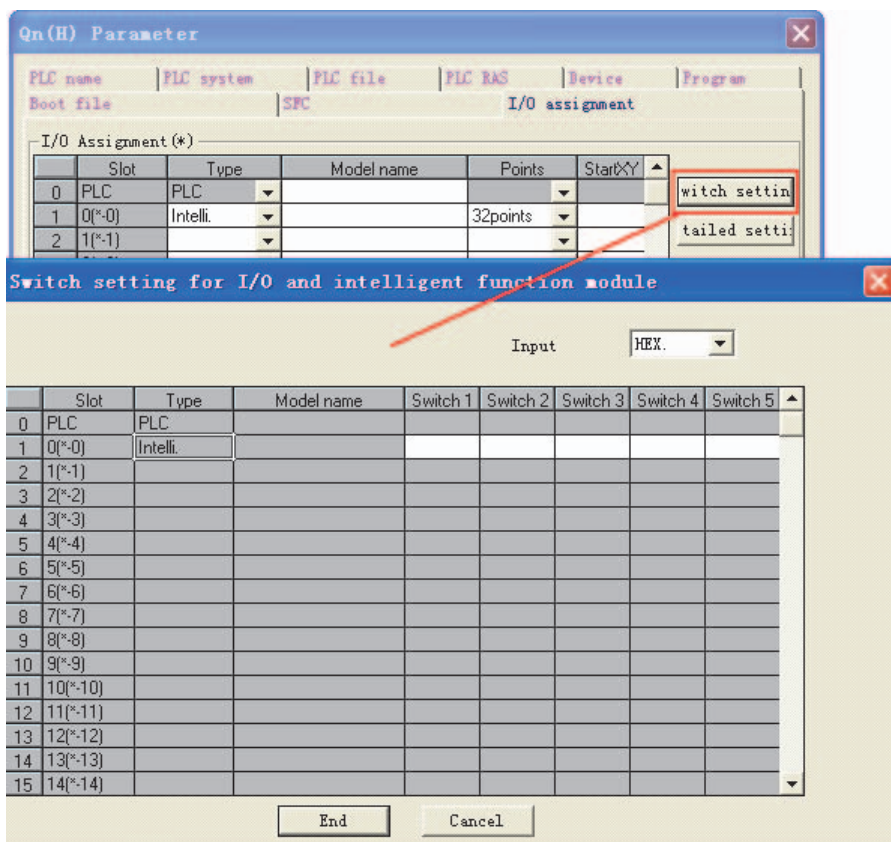 Qn(H) Parameter
PLC name PLC system PLC file PLC RAS Device Program
Boot file SFC I/O assignment
I/O Assignment(*)
Slot Type Model name Points StartXY
0 PLC PLC witch settin
1 0(*-0) Intelli. 32points
2 1(*-1) tailed setti
Switch setting for I/O and intelligent function module
Input HEX.
Slot Type Model name Switch 1 Switch 2 Switch 3 Switch 4 Switch 5
0 PLC PLC
1 0(*-0) Intelli.
2 1(*-1)
3 2(*-2)
4 3(*-3)
5 4(*-4)
6 5(*-5)
7 6(*-6)
8 7(*-7)
9 8(*-8)
10 9(*-9)
11 10(*-10)
12 11(*-11)
13 12(*-12)
14 13(*-13)
15 14(*-14)
End Cancel